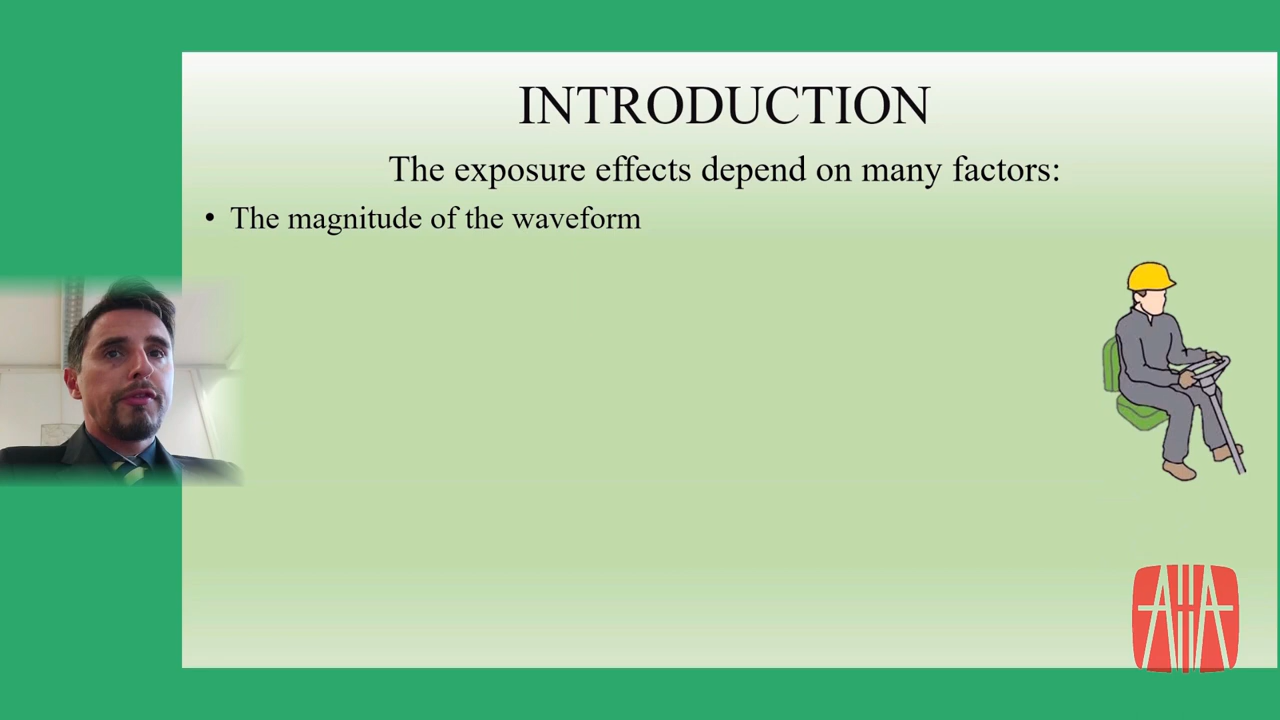 INTRODUCTION
The exposure effects depend on many factors:
• The magnitude of the waveform